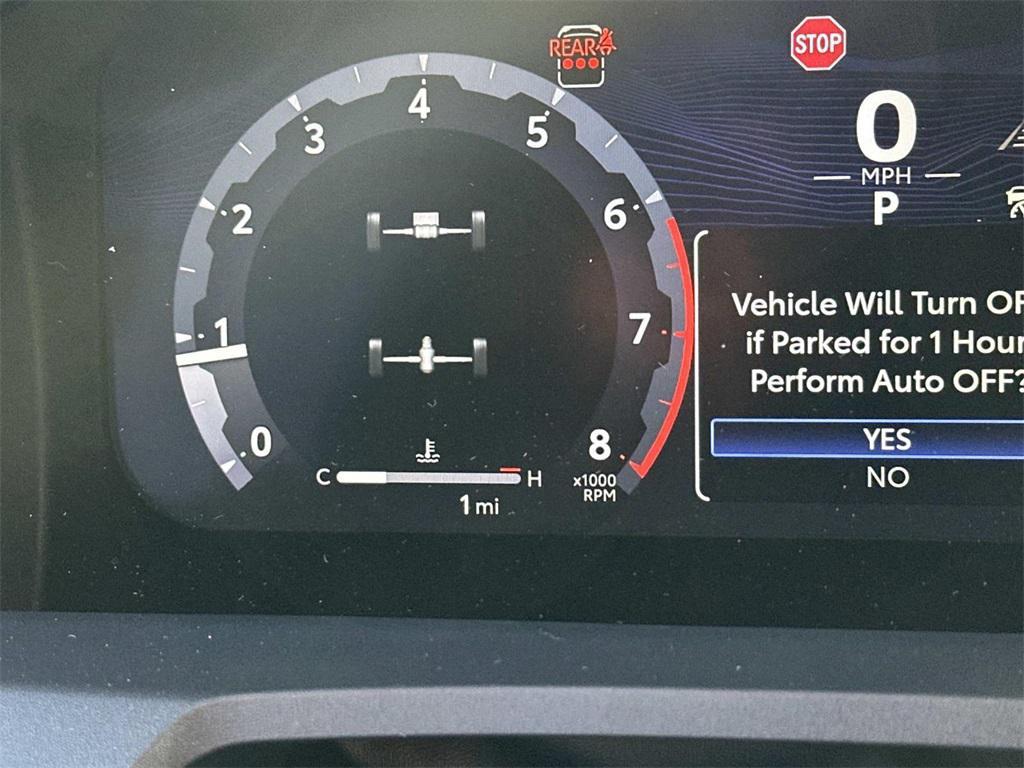 REAR
STOP
0
MPH
P
0
1
2
3
4
5
6
7
8
x1000
RPM
C
H
1 mi
Vehicle Will Turn OF
if Parked for 1 Hour
Perform Auto OFF?
YES
NO